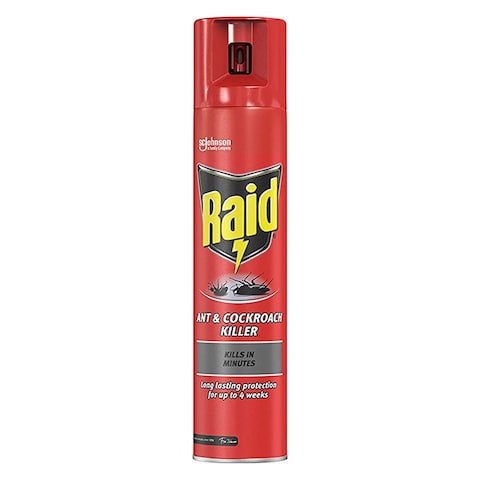 SC Johnson
A Family Company
Raid
ANT & COCKROACH
KILLER
KILLS IN
MINUTES
Long lasting protection
for up to 4 weeks